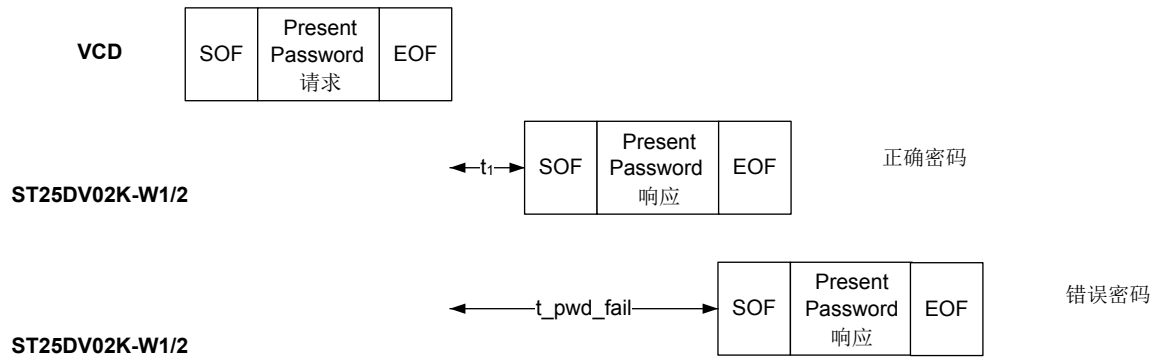 VCD
SOF
Present
Password
请求
EOF
t1
SOF
Present
Password
响应
EOF
正确密码
ST25DV02K-W1/2
t_pwd_fail
SOF
Present
Password
响应
EOF
错误密码
ST25DV02K-W1/2